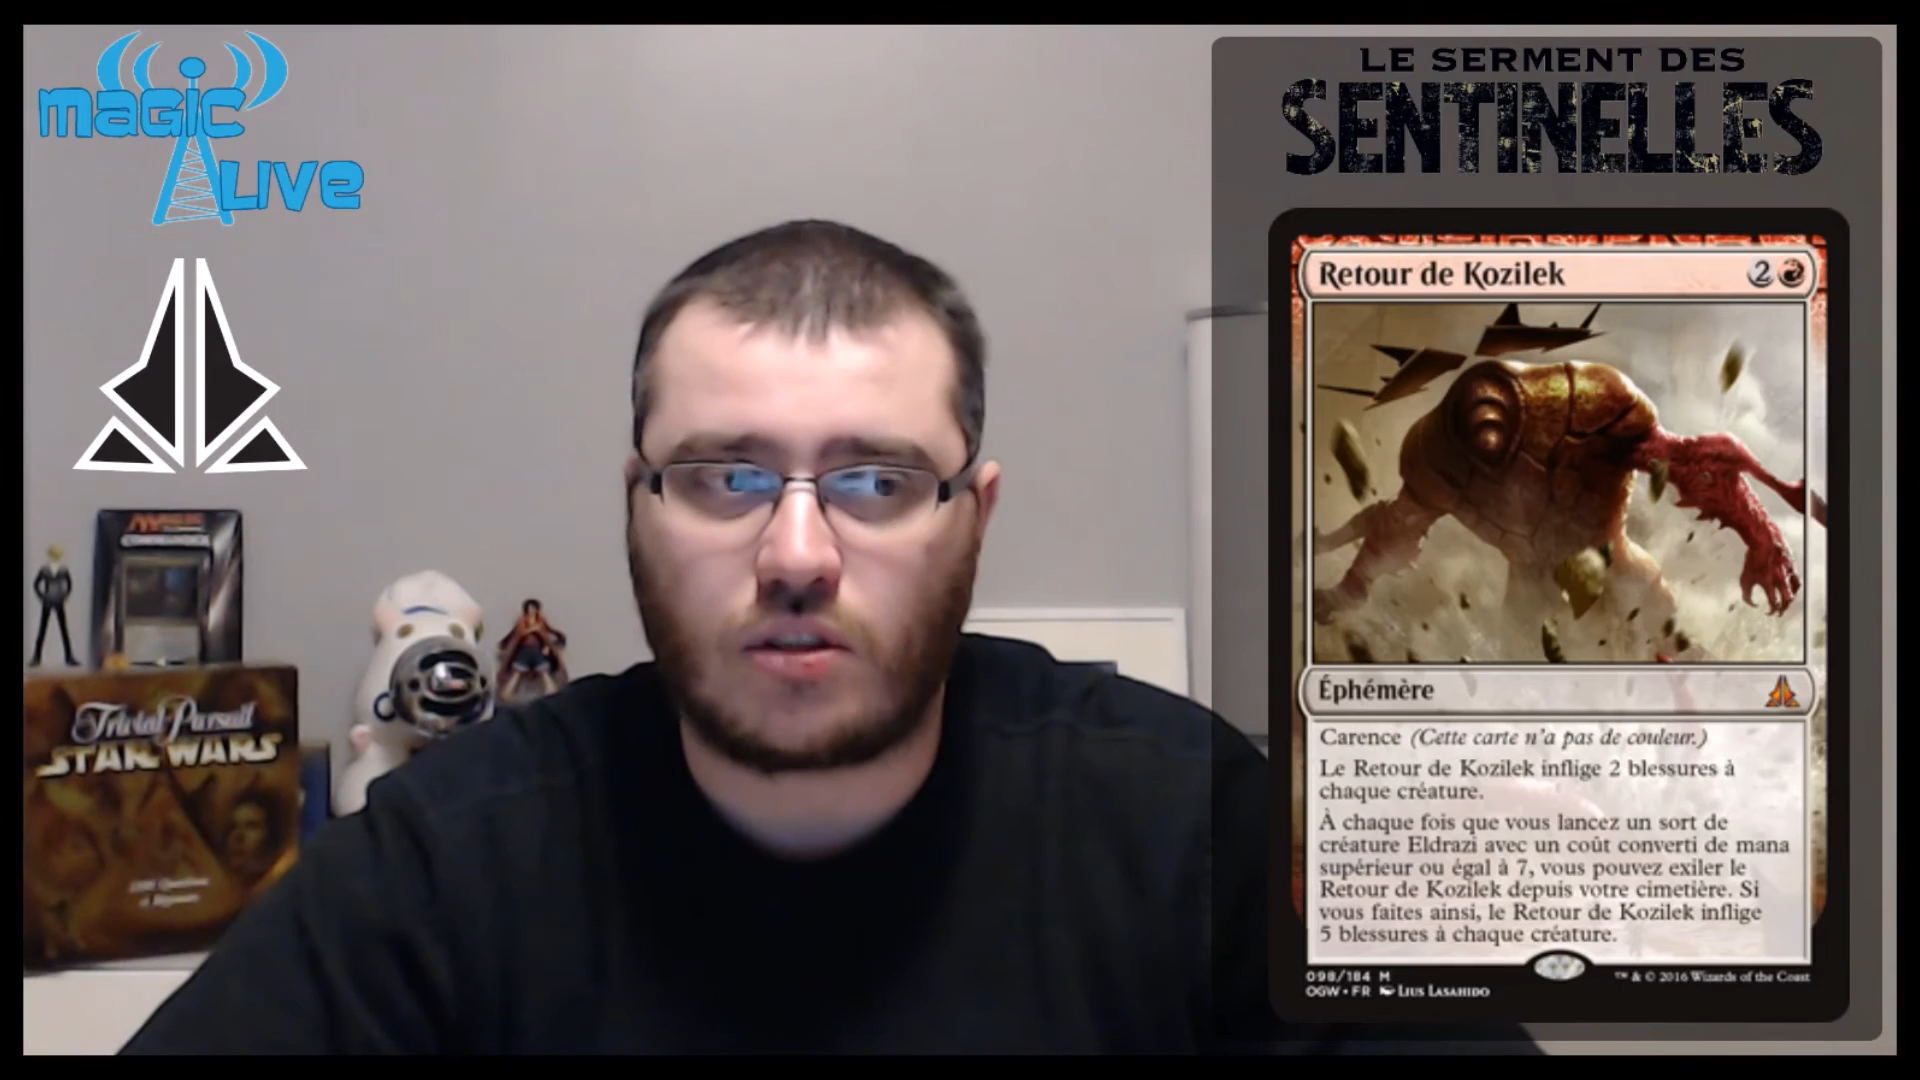 magic
Live
LE SERMENT DES
SENTINELLES
Retour de Kozilek 2
Éphémère
Carence (Cette carte n'a pas de couleur.)
Le Retour de Kozilek inflige 2 blessures à
chaque créature.
À chaque fois que vous lancez un sort de
créature Eldrazi avec un coût converti de mana
supérieur ou égal à 7, vous pouvez exiler le
Retour de Kozilek depuis votre cimetière. Si
vous faites ainsi, le Retour de Kozilek inflige
5 blessures à chaque créature.
098/184 M
OGW • FR Lius Lasahido
™ & © 2016 Wizards of the Coast
MAGIC
COMMANDER
Trivial Pursuit
STAR WARS